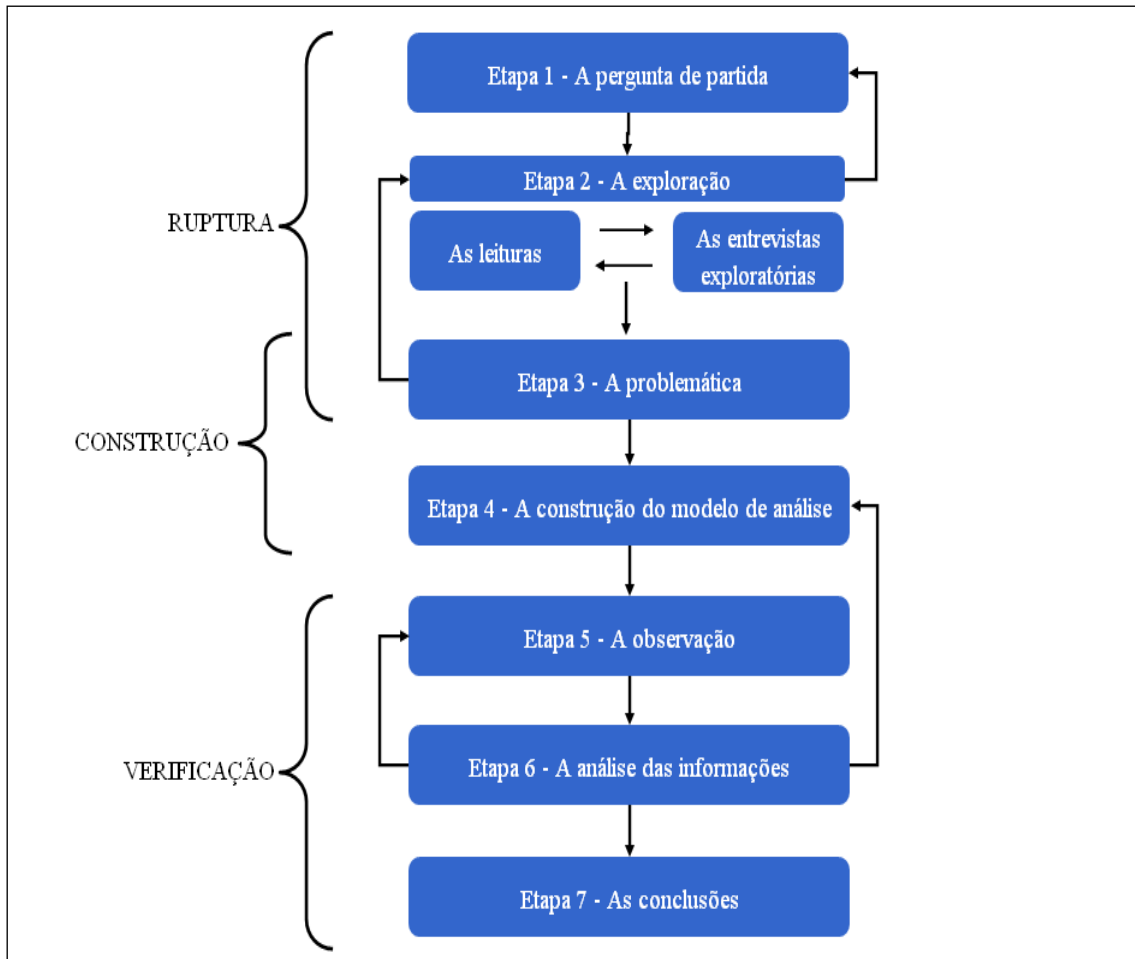 Etapa 1 - A pergunta de partida
Etapa 2 - A exploração
RUPTURA
As leituras
As entrevistas
exploratórias
Etapa 3 - A problemática
CONSTRUÇÃO
Etapa 4 - A construção do modelo de análise
Etapa 5 - A observação
VERIFICAÇÃO
Etapa 6 - A análise das informações
Etapa 7 - As conclusões